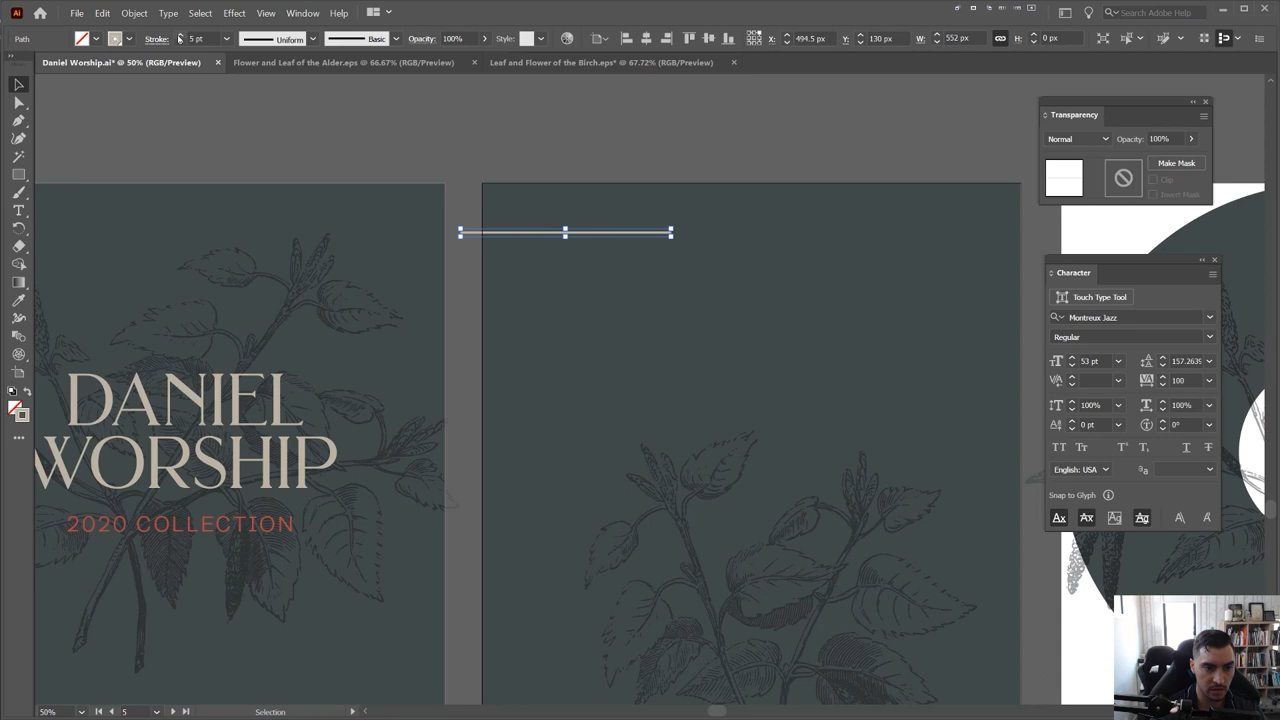 Ai File Edit Object Type Select Effect View Window Help Search Adobe Help
Path Stroke: 5 pt Uniform Basic Opacity: 100% Style: X: 494.5 px Y: 130 px W: 552 px H: 0 px
Daniel Worship.ai* @ 50% (RGB/Preview) × Flower and Leaf of the Alder.eps @ 66.67% (RGB/Preview) × Leaf and Flower of the Birch.eps* @ 67.72% (RGB/Preview) ×
Transparency
Normal Opacity: 100%
Make Mask
Clip
Invert Mask
Character
Touch Type Tool
Montreux Jazz
Regular
53 pt 157.2639
100
100% 100%
0 pt 0°
English: USA
Snap to Glyph
DANIEL
WORSHIP
2020 COLLECTION
50% 5 Selection